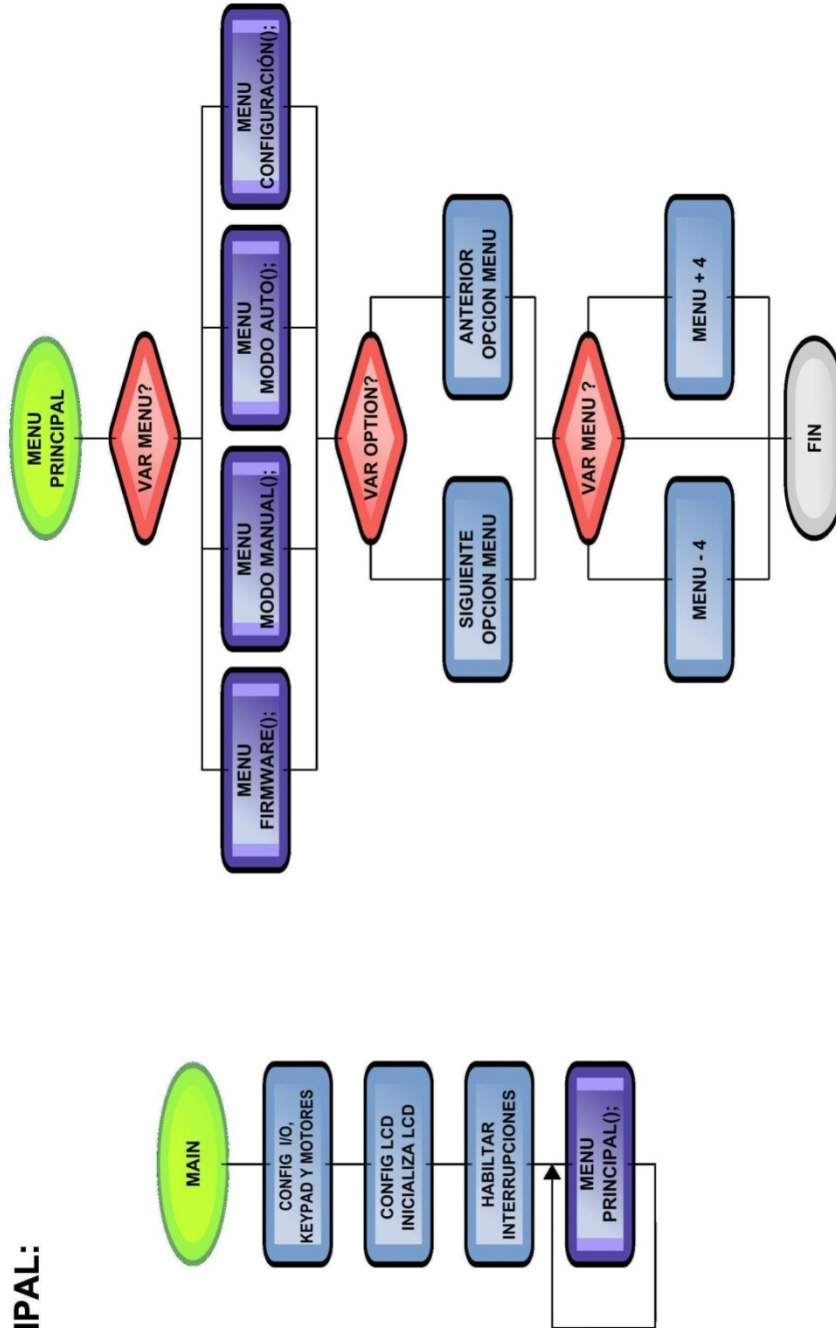 IPAL:
MAIN
CONFIG I/O,
KEYPAD Y MOTORES
CONFIG LCD
INICIALIZA LCD
HABILTAR
INTERRUPCIONES
MENU
PRINCIPAL();
MENU
PRINCIPAL
VAR MENU?
MENU
FIRMWARE();
MENU
MODO MANUAL();
MENU
MODO AUTO();
MENU
CONFIGURACIÓN();
VAR OPTION?
SIGUIENTE
OPCION MENU
ANTERIOR
OPCION MENU
VAR MENU ?
MENU - 4
MENU + 4
FIN